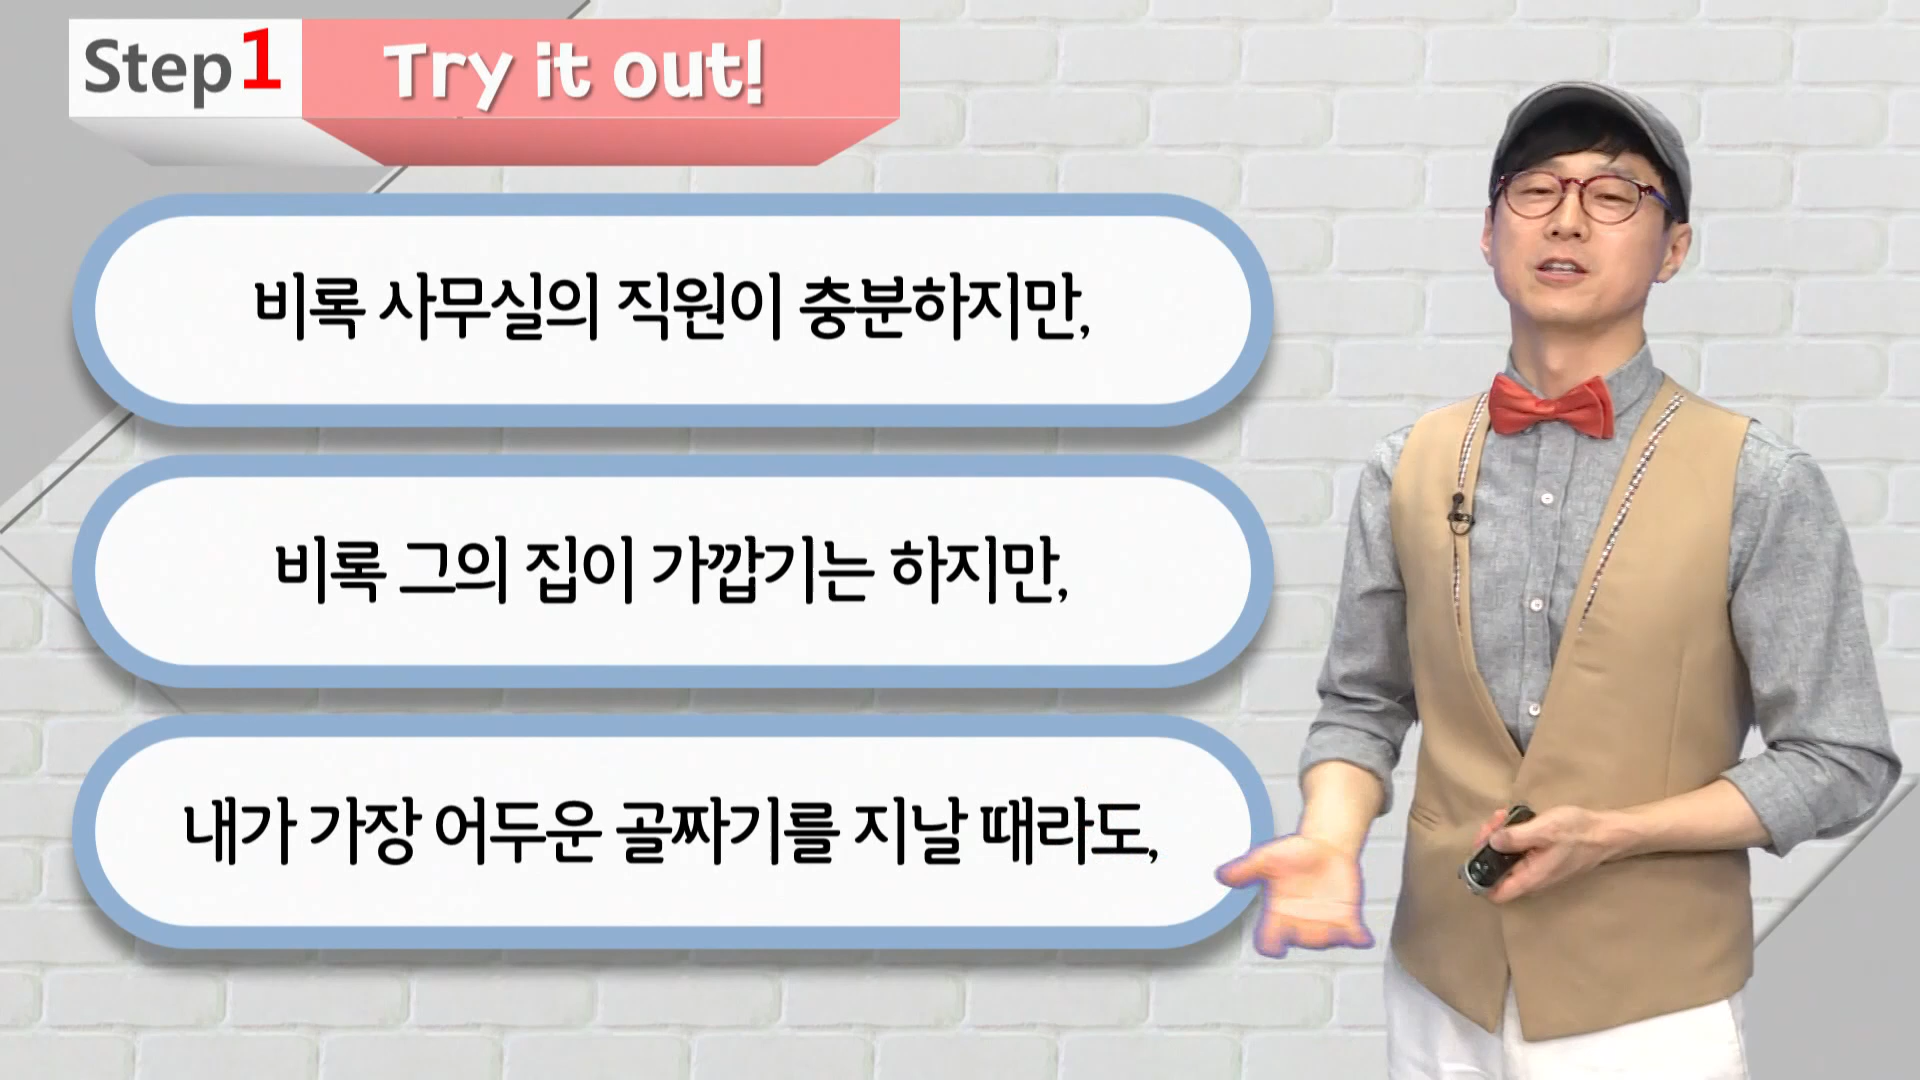 Step1 Try it out!
비록 사무실의 직원이 충분하지만,
비록 그의 집이 가깝기는 하지만,
내가 가장 어두운 골짜기를 지날 때라도,